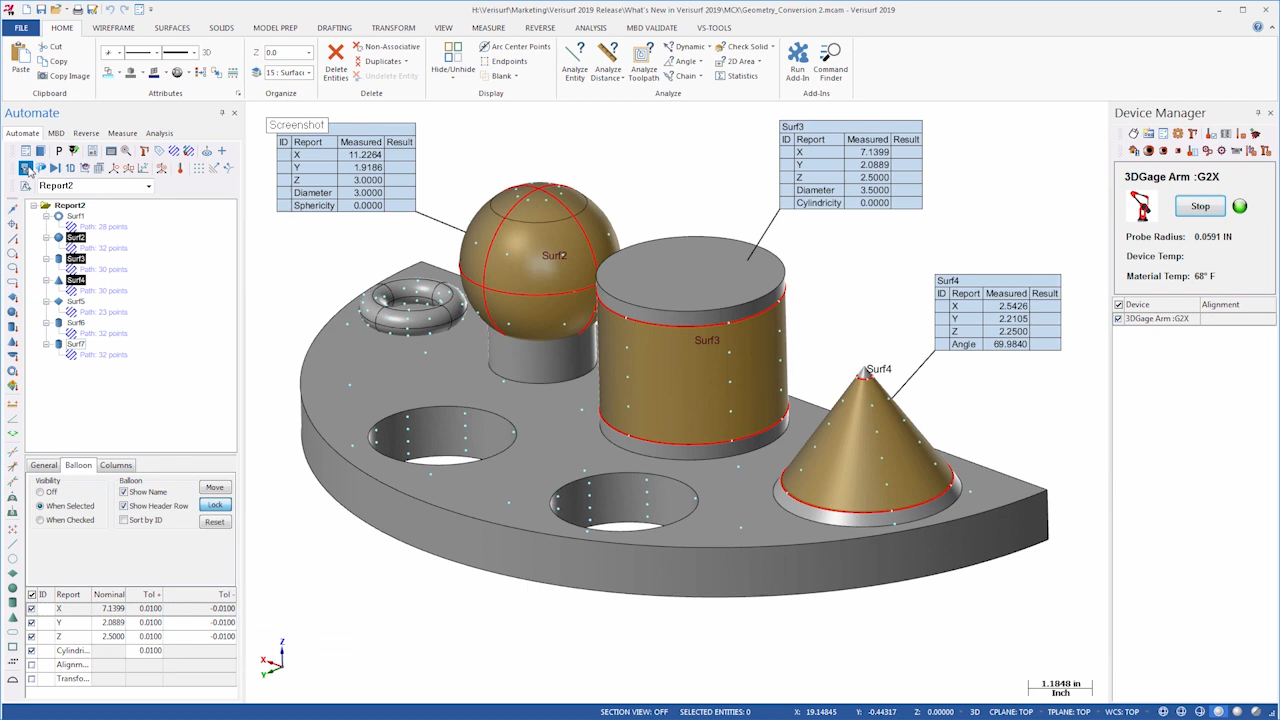 H:\Verisurf\Marketing\Verisurf 2019 Release\What's New in Verisurf 2019\MCX\Geometry_Conversion 2.mcam - Verisurf 2019
FILE HOME WIREFRAME SURFACES SOLIDS MODEL PREP DRAFTING TRANSFORM VIEW MEASURE REVERSE ANALYSIS MBD VALIDATE VS-TOOLS
Paste
Cut
Copy
Copy Image
Clipboard
3D
Attributes
Z 0.0
15 : Surfac
Organize
Delete Entities
Non-Associative
Duplicates
Undelete Entity
Delete
Hide/Unhide
Arc Center Points
Endpoints
Blank
Display
Analyze Entity
Analyze Distance
Analyze Toolpath
Dynamic
Angle
Chain
Check Solid
2D Area
Statistics
Analyze
Run Add-In
Command Finder
Add-Ins
Automate
Automate MBD Reverse Measure Analysis
P
1D
Report2
Report2
Surf1
Path: 28 points
Surf2
Path: 32 points
Surf3
Path: 30 points
Surf4
Path: 30 points
Surf5
Path: 23 points
Surf6
Path: 32 points
Surf7
Path: 32 points
General Balloon Columns
Visibility
Off
When Selected
When Checked
Balloon
Show Name
Show Header Row
Sort by ID
Move
Lock
Reset
ID Report Nominal Tol + Tol -
X 7.1399 0.0100 -0.0100
Y 2.0889 0.0100 -0.0100
Z 2.5000 0.0100 -0.0100
Cylindri... 0.0100
Alignm...
Transfo...
Screenshot
ID Report Measured Result
X 11.2264
Y 1.9186
Z 3.0000
Diameter 3.0000
Sphericity 0.0000
Surf3
ID Report Measured Result
X 7.1399
Y 2.0889
Z 2.5000
Diameter 3.5000
Cylindricity 0.0000
Surf4
ID Report Measured Result
X 2.5426
Y 2.2105
Z 2.2500
Angle 69.9840
Surf2
Surf3
Surf4
Z
X
Y
1.1848 in
Inch
Device Manager
3DGage Arm :G2X
Stop
Probe Radius: 0.0591 IN
Device Temp:
Material Temp: 68° F
Device Alignment
3DGage Arm :G2X
SECTION VIEW: OFF SELECTED ENTITIES: 0 X: 19.14845 Y: -0.44317 Z: 0.00000 3D CPLANE: TOP TPLANE: TOP WCS: TOP